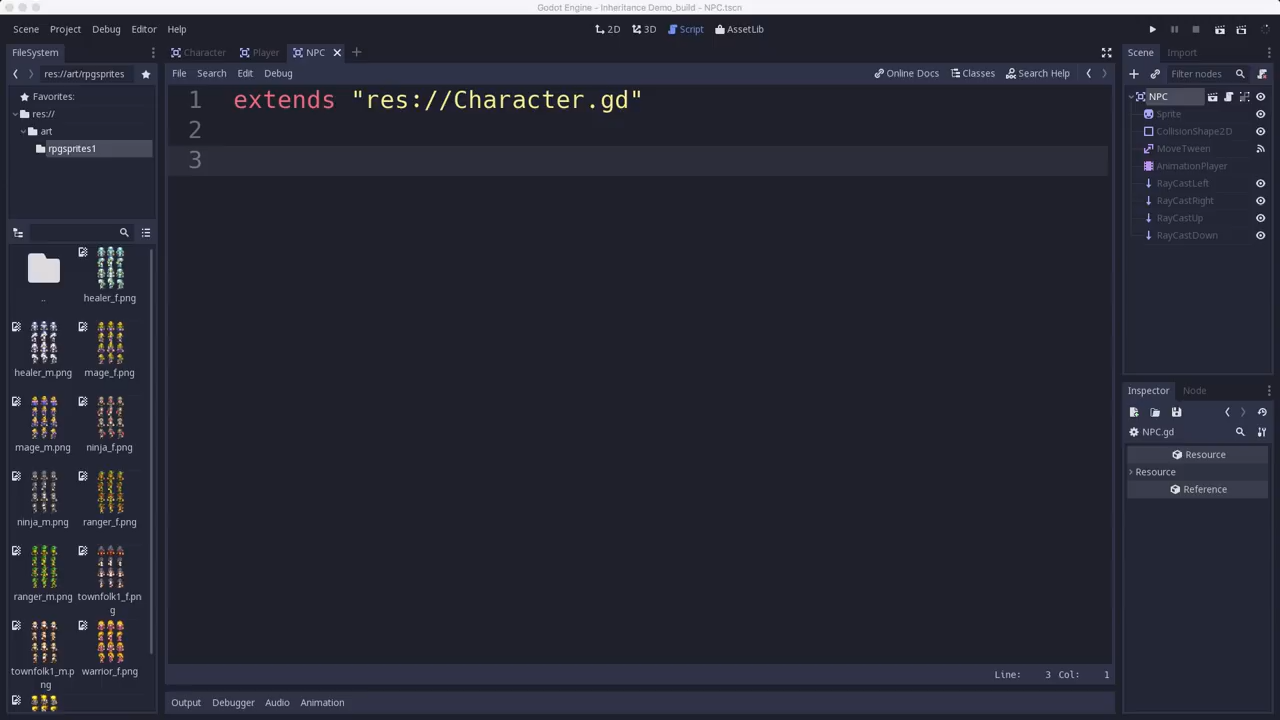 Godot Engine - Inheritance Demo_build - NPC.tscn
Scene Project Debug Editor Help
2D 3D Script AssetLib
FileSystem
res://art/rpgsprites
Favorites:
res://
art
rpgsprites1
..
healer_f.png
healer_m.png
mage_f.png
mage_m.png
ninja_f.png
ninja_m.png
ranger_f.png
ranger_m.png
townfolk1_f.pn
g
townfolk1_m.p
ng
warrior_f.png
Character Player NPC
File Search Edit Debug
Online Docs Classes Search Help
1 extends "res://Character.gd"
2
3
Line: 3 Col: 1
Output Debugger Audio Animation
Scene Import
Filter nodes
NPC
Sprite
CollisionShape2D
MoveTween
AnimationPlayer
RayCastLeft
RayCastRight
RayCastUp
RayCastDown
Inspector Node
NPC.gd
Resource
Resource
Reference